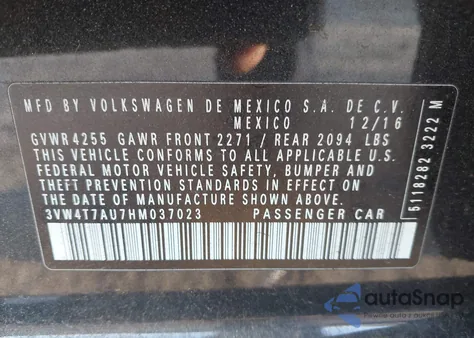 MFD BY VOLKSWAGEN DE MEXICO S.A. DE C.V.
MEXICO 12/16
GVWR 4255 GAWR FRONT 2271 / REAR 2094 LBS
THIS VEHICLE CONFORMS TO ALL APPLICABLE
FEDERAL MOTOR VEHICLE SAFETY, BUMPER AND
THEFT PREVENTION STANDARDS IN EFFECT ON
THE DATE OF MANUFACTURE SHOWN ABOVE.
3VW4T7AU7HM037023 PASSENGER CAR
6118282 3222 M
autaSnap